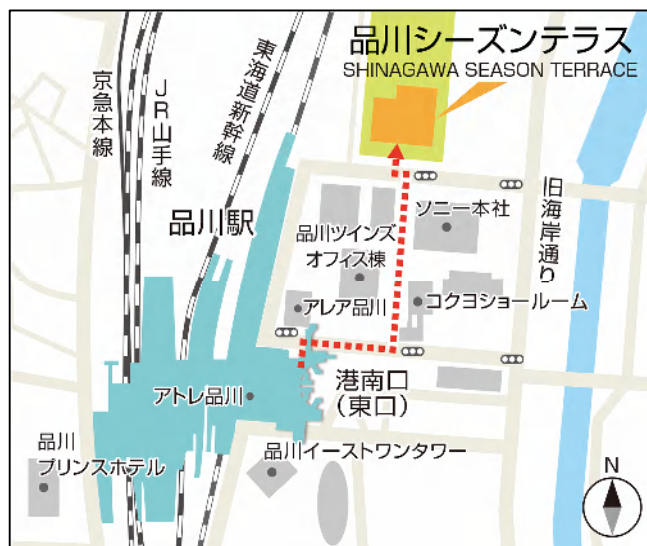 品川シーズンテラス
SHINAGAWA SEASON TERRACE
京急本線
JR山手線
東海道新幹線
品川駅
旧海岸通り
ソニー本社
品川ツインズ
オフィス棟
アレア品川
コクヨショールーム
港南口
(東口)
アトレ品川
品川
プリンスホテル
品川イーストワンタワー
N